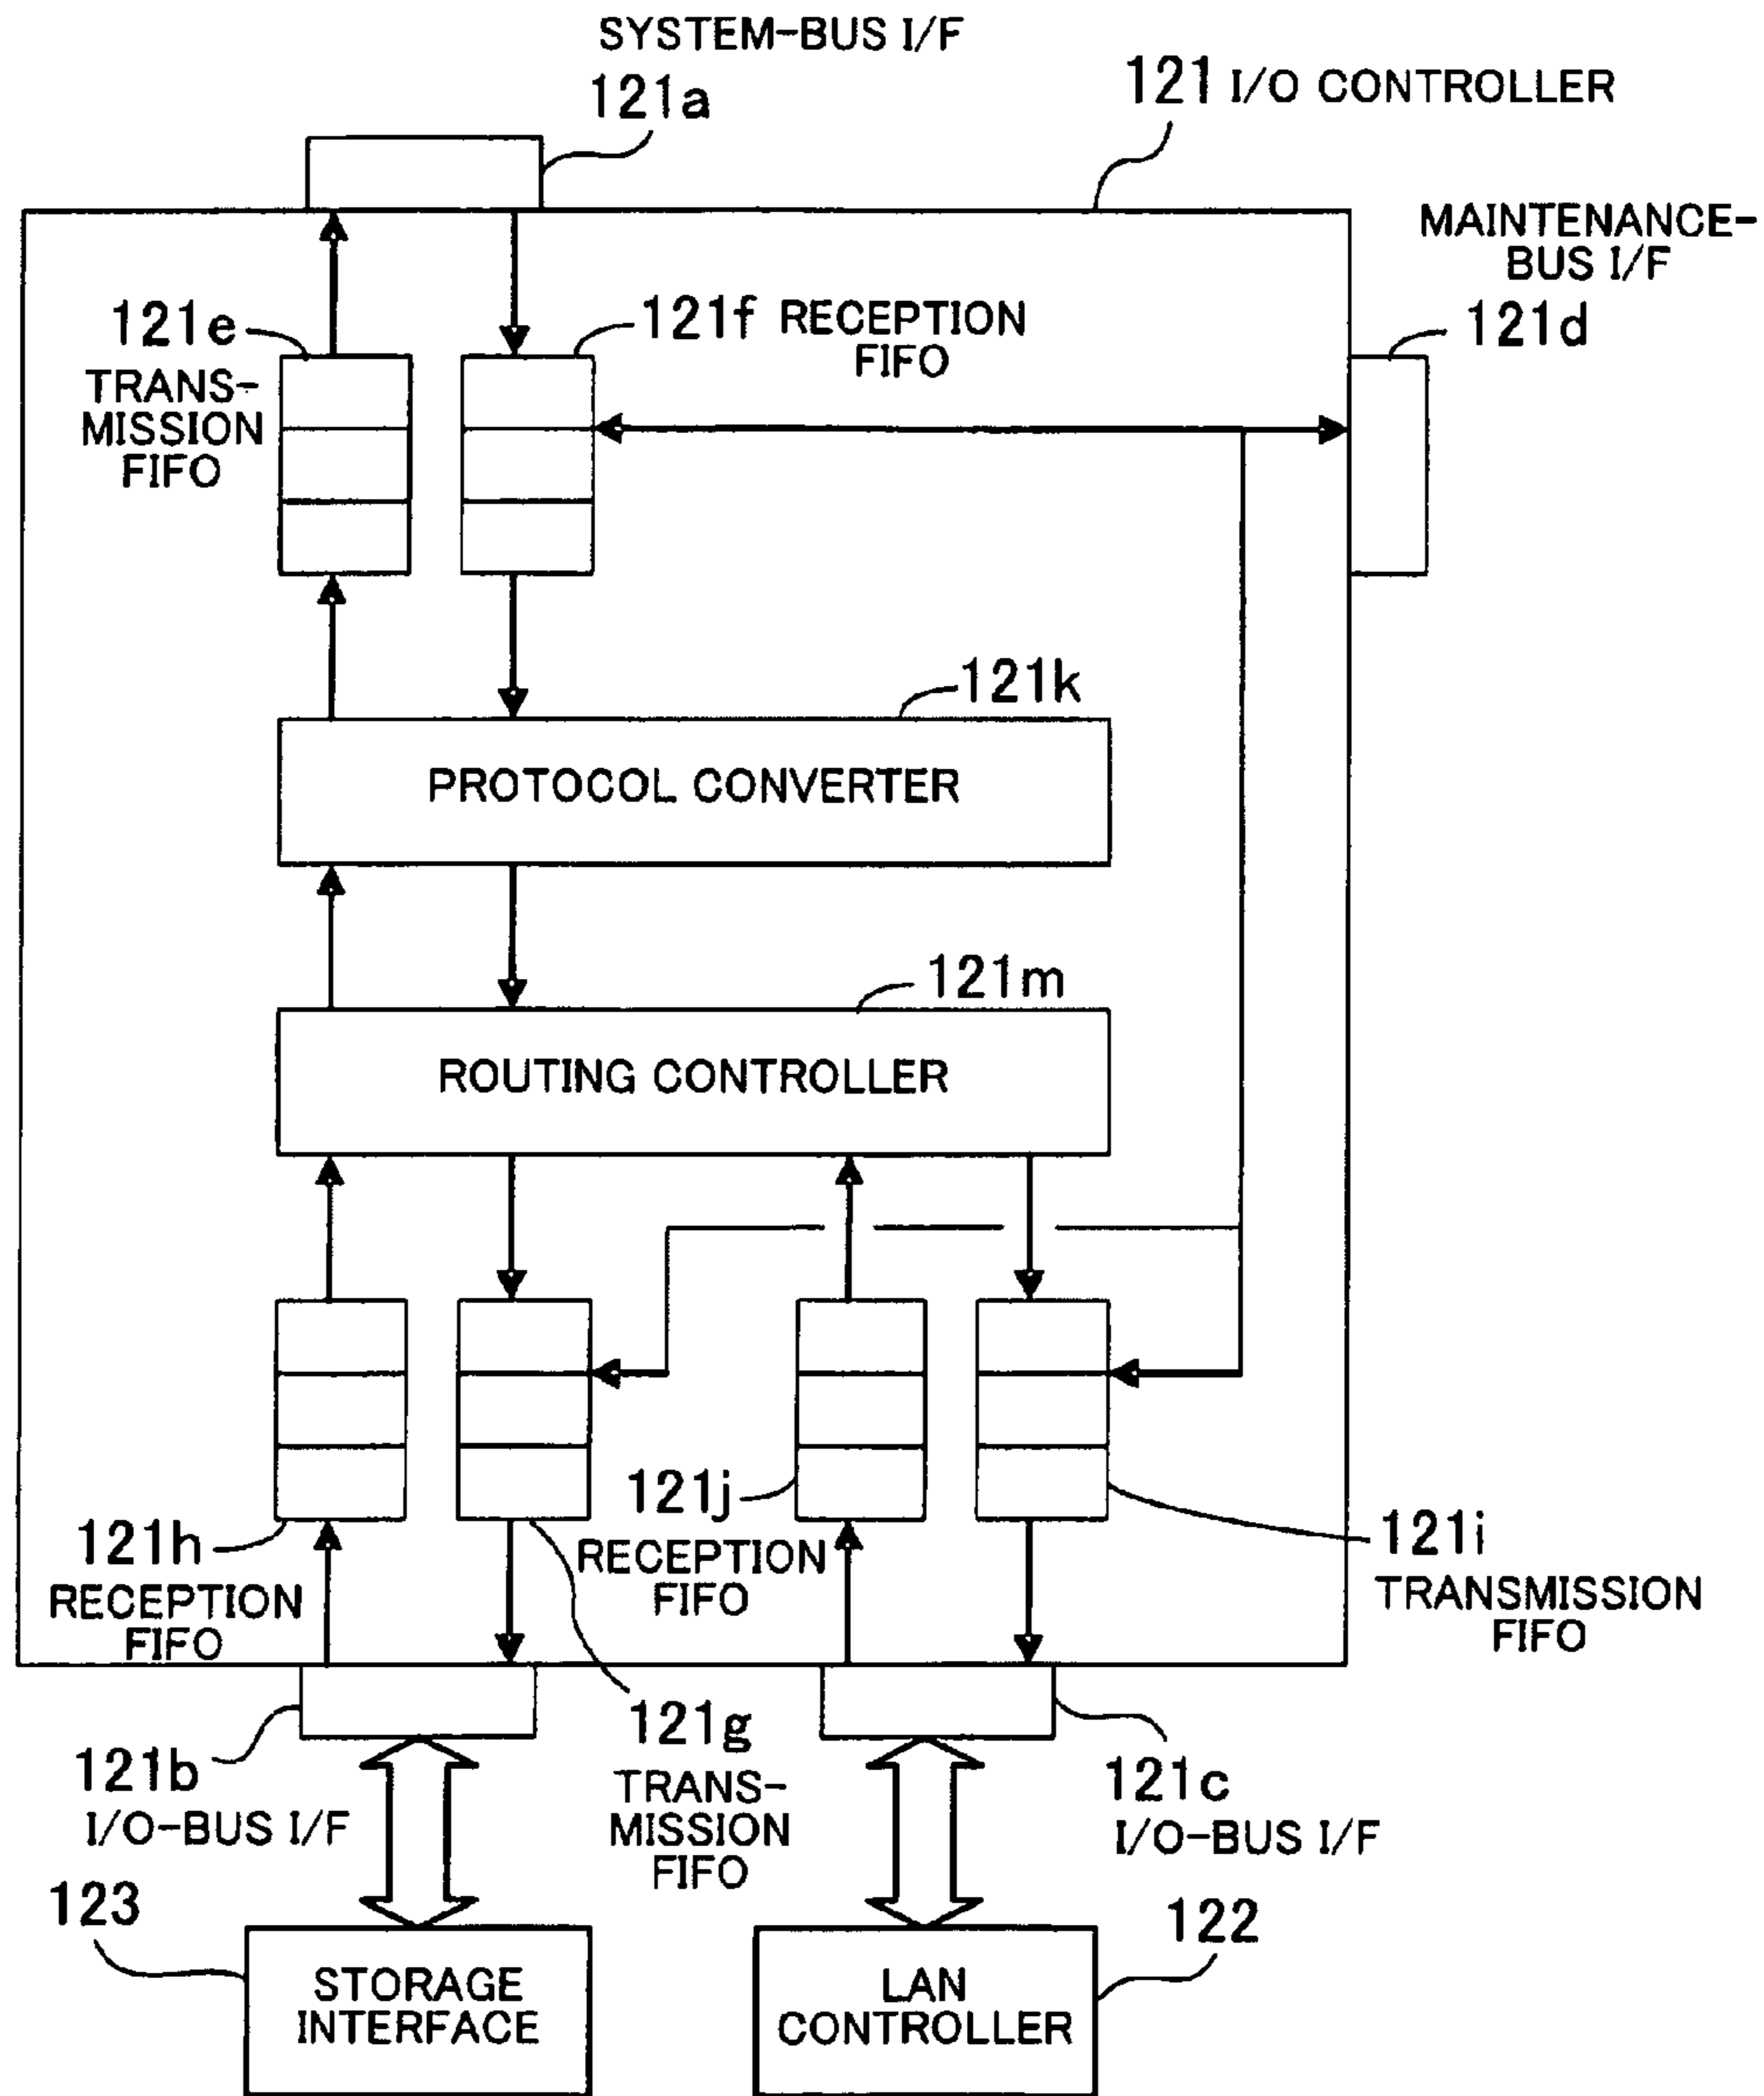 SYSTEM-BUS I/F
121a
121 I/O CONTROLLER
MAINTENANCE-
BUS I/F
121d
121e
TRANS-
MISSION
FIFO
121f RECEPTION
FIFO
121k
PROTOCOL CONVERTER
121m
ROUTING CONTROLLER
121h
RECEPTION
FIFO
121j
RECEPTION
FIFO
121i
TRANSMISSION
FIFO
121b
I/O-BUS I/F
121g
TRANS-
MISSION
FIFO
121c
I/O-BUS I/F
123
STORAGE
INTERFACE
122
LAN
CONTROLLER